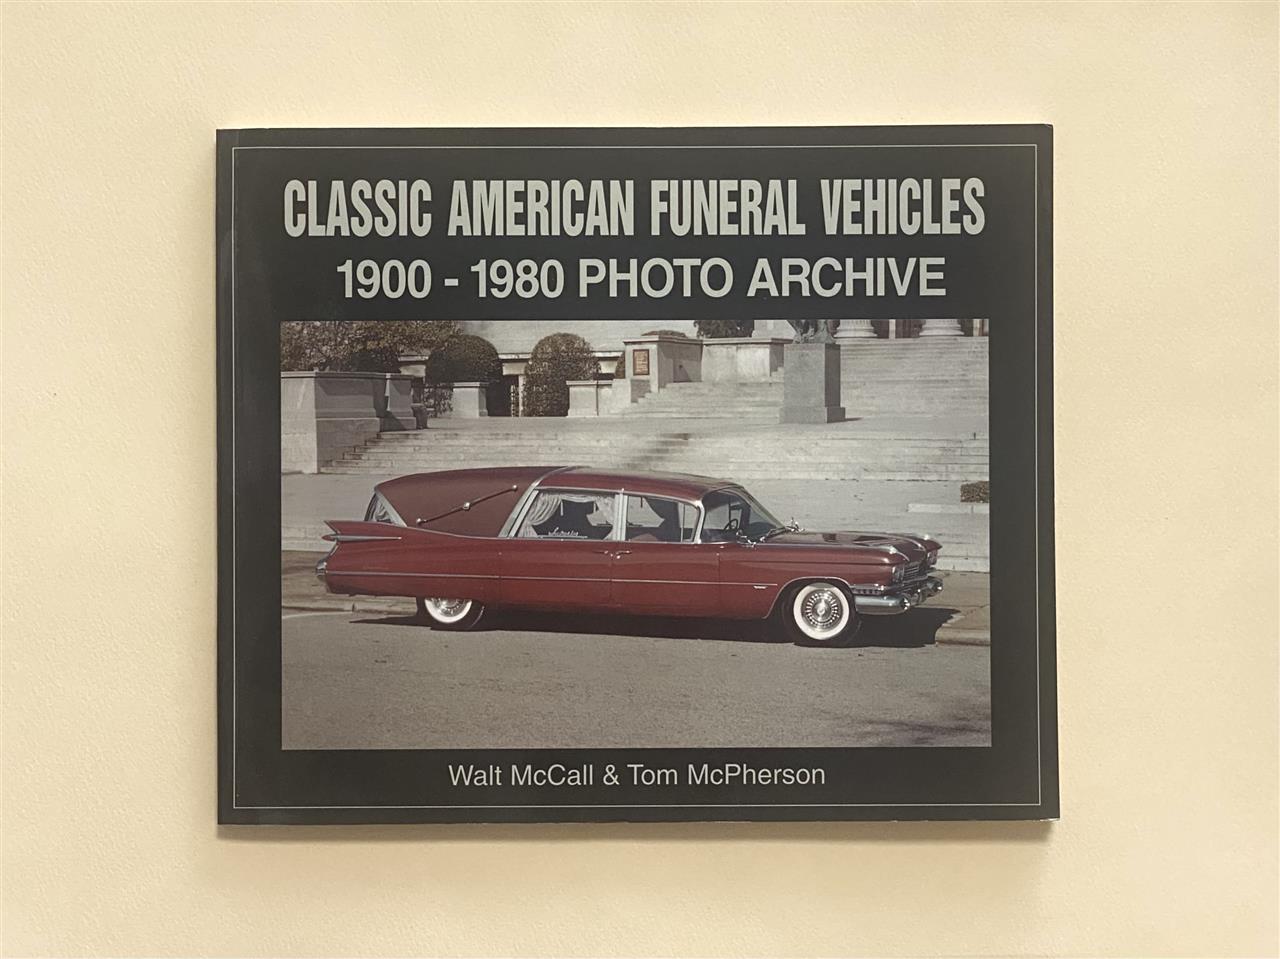 CLASSIC AMERICAN FUNERAL VEHICLES
1900 - 1980 PHOTO ARCHIVE
Walt McCall & Tom McPherson